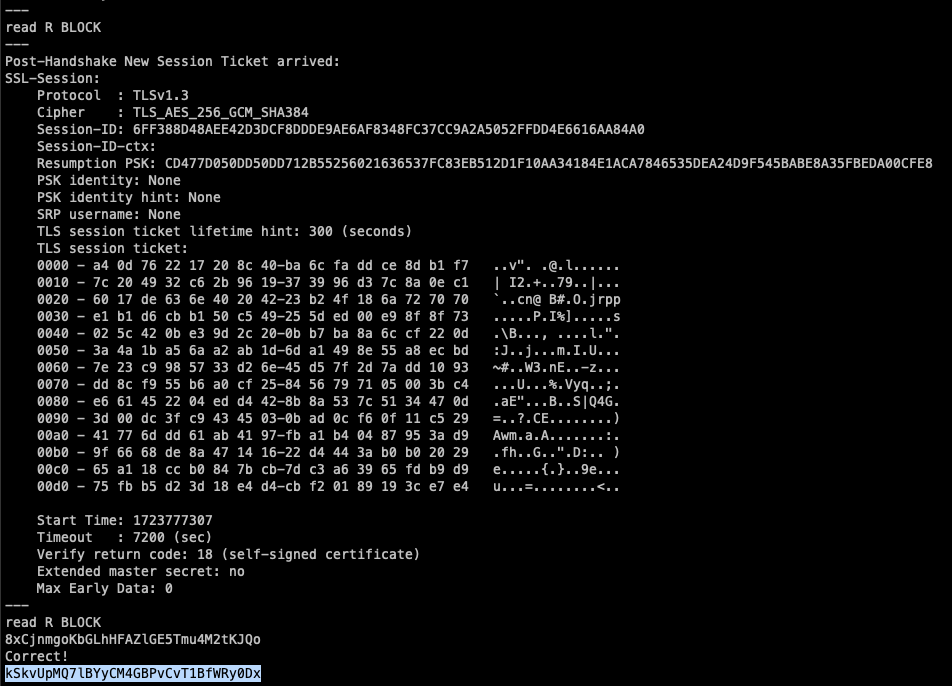 ---
read R BLOCK
---
Post-Handshake New Session Ticket arrived:
SSL-Session:
    Protocol  : TLSv1.3
    Cipher    : TLS_AES_256_GCM_SHA384
    Session-ID: 6FF388D48AEE42D3DCF8DDDE9AE6AF8348FC37CC9A2A5052FFDD4E6616AA84A0
    Session-ID-ctx:
    Resumption PSK: CD477D050DD50DD712B55256021636537FC83EB512D1F10AA34184E1ACA7846535DEA24D9F545BABE8A35FBEDA00CFE8
    PSK identity: None
    PSK identity hint: None
    SRP username: None
    TLS session ticket lifetime hint: 300 (seconds)
    TLS session ticket:
    0000 - a4 0d 76 22 17 20 8c 40-ba 6c fa dd ce 8d b1 f7   ..v". .@.l......
    0010 - 7c 20 49 32 c6 2b 96 19-37 39 96 d3 7c 8a 0e c1   | I2.+..79..|...
    0020 - 60 17 de 63 6e 40 20 42-23 b2 4f 18 6a 72 70 70   `..cn@ B#.O.jrpp
    0030 - e1 b1 d6 cb b1 50 c5 49-25 5d ed 00 e9 8f 8f 73   .....P.I%].....s
    0040 - 02 5c 42 0b e3 9d 2c 20-0b b7 ba 8a 6c cf 22 0d   .\B..., ....l.".
    0050 - 3a 4a 1b a5 6a a2 ab 1d-6d a1 49 8e 55 a8 ec bd   :J..j...m.I.U...
    0060 - 7e 23 c9 98 57 33 d2 6e-45 d5 7f 2d 7a dd 10 93   ~#..W3.nE..-z...
    0070 - dd 8c f9 55 b6 a0 cf 25-84 56 79 71 05 00 3b c4   ...U...%.Vyq..;.
    0080 - e6 61 45 22 04 ed d4 42-8b 8a 53 7c 51 34 47 0d   .aE"...B..S|Q4G.
    0090 - 3d 00 dc 3f c9 43 45 03-0b ad 0c f6 0f 11 c5 29   =..?.CE........)
    00a0 - 41 77 6d dd 61 ab 41 97-fb a1 b4 04 87 95 3a d9   Awm.a.A.......:.
    00b0 - 9f 66 68 de 8a 47 14 16-22 d4 44 3a b0 b0 20 29   .fh..G..".D:.. )
    00c0 - 65 a1 18 cc b0 84 7b cb-7d c3 a6 39 65 fd b9 d9   e.....{.}..9e...
    00d0 - 75 fb b5 d2 3d 18 e4 d4-cb f2 01 89 19 3c e7 e4   u...=........<..

    Start Time: 1723777307
    Timeout   : 7200 (sec)
    Verify return code: 18 (self-signed certificate)
    Extended master secret: no
    Max Early Data: 0
---
read R BLOCK
8xCjnmgoKbGLhHFAZlGE5Tmu4M2tKJQo
Correct!
kSkvUpMQ7lBYyCM4GBPvCvT1BfWRy0Dx